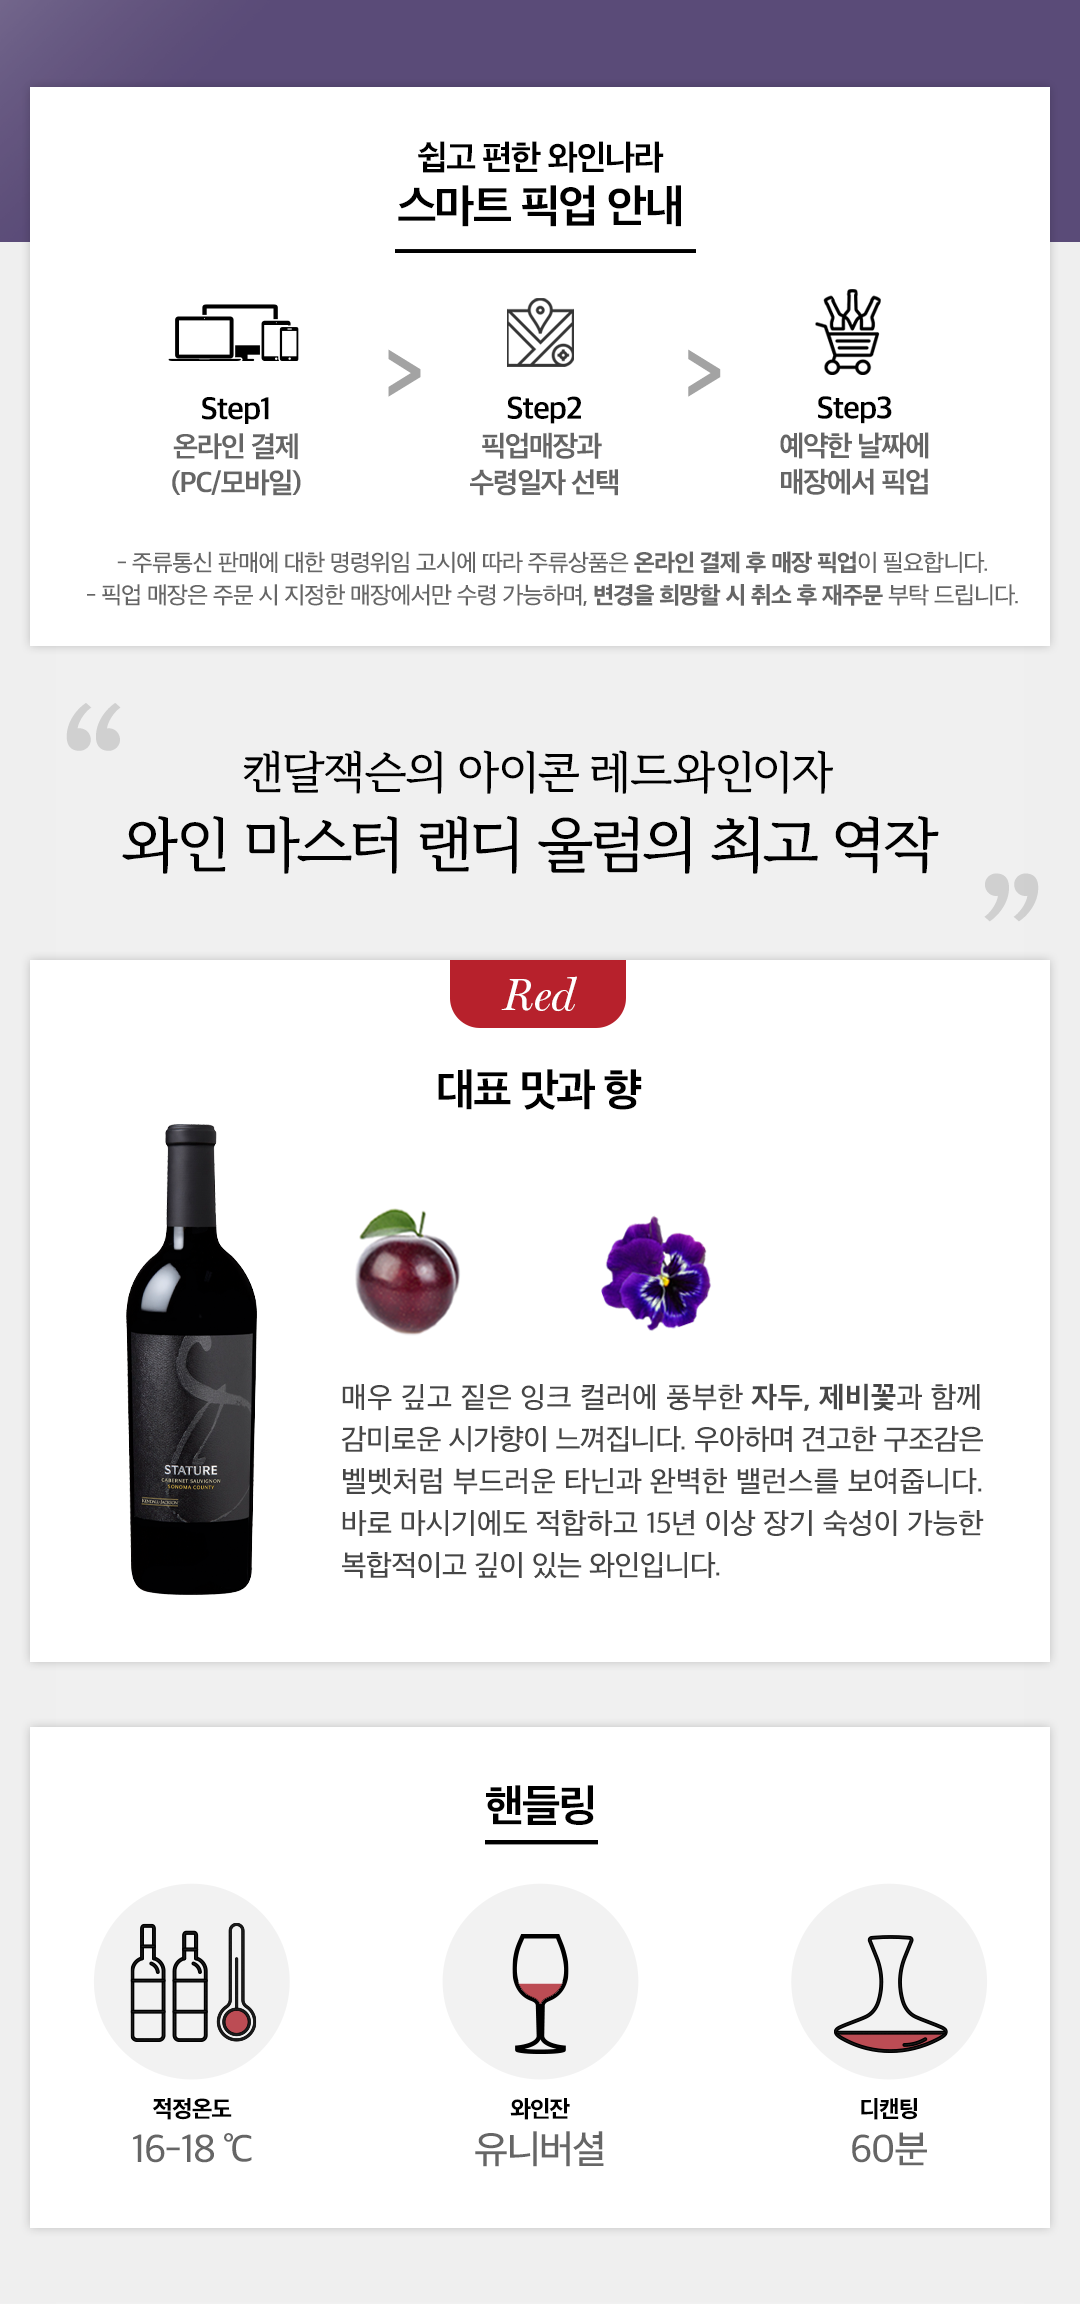 쉽고 편한 와인나라
스마트 픽업 안내
Step1
온라인 결제
(PC/모바일)
>
Step2
픽업매장과
수령일자 선택
>
Step3
예약한 날짜에
매장에서 픽업
- 주류통신 판매에 대한 명령위임 고시에 따라 주류상품은 온라인 결제 후 매장 픽업이 필요합니다.
- 픽업 매장은 주문 시 지정한 매장에서만 수령 가능하며, 변경을 희망할 시 취소 후 재주문 부탁 드립니다.
“
캔달잭슨의 아이콘 레드와인이자
와인 마스터 랜디 울럼의 최고 역작
”
Red
대표 맛과 향
STATURE
CABERNET SAUVIGNON
SONOMA COUNTY
KENDALL-JACKSON
매우 깊고 짙은 잉크 컬러에 풍부한 자두, 제비꽃과 함께
감미로운 시가향이 느껴집니다. 우아하며 견고한 구조감은
벨벳처럼 부드러운 타닌과 완벽한 밸런스를 보여줍니다.
바로 마시기에도 적합하고 15년 이상 장기 숙성이 가능한
복합적이고 깊이 있는 와인입니다.
핸들링
적정온도
16-18 ℃
와인잔
유니버셜
디캔팅
60분